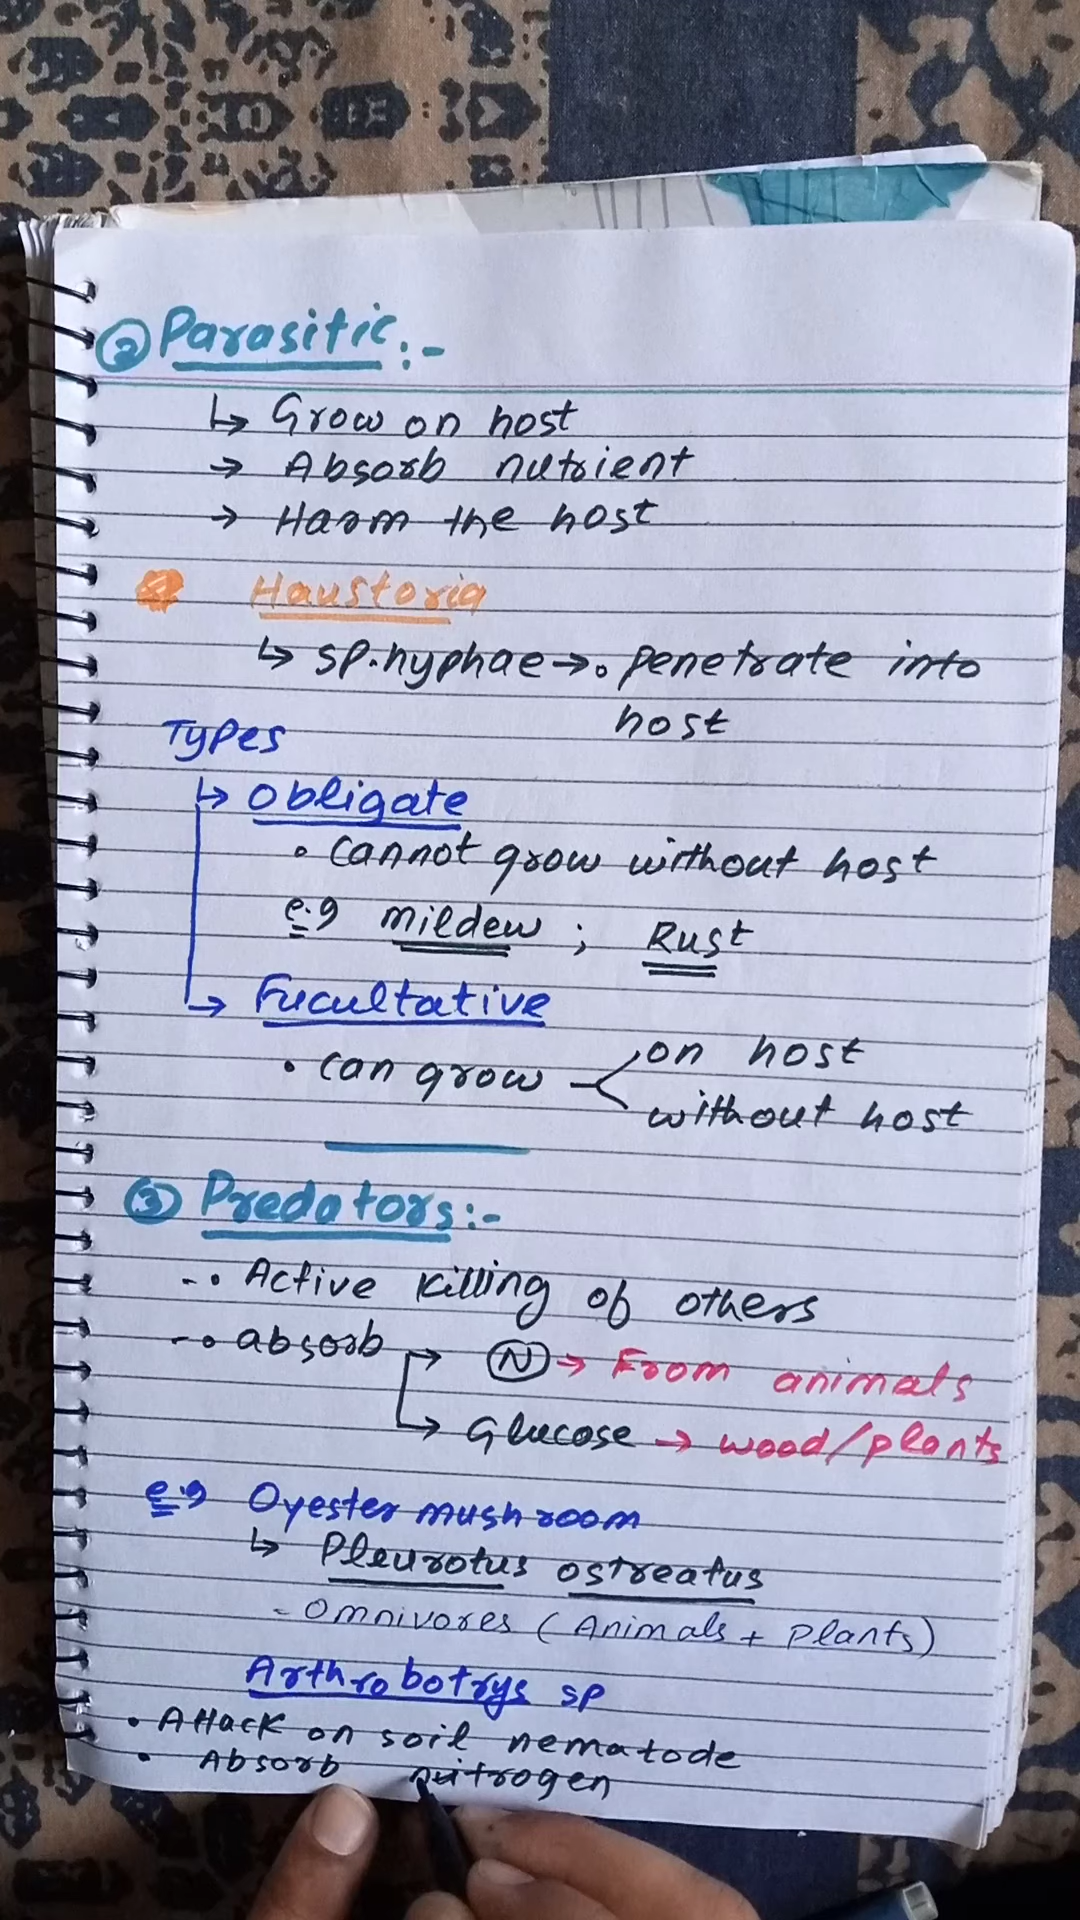 ② Parasitic:-
↳ Grow on host
→ Absorb nutrient
→ Harm the host
Haustoria
↳ sp.hyphae →• penetrate into
host
Types
↳ obligate
• cannot grow without host
e.g mildew ; Rust
→ Fucultative
• can grow on host
without host
③ Predators:-
-• Active killing of others
-• absorb → N → From animals
→ Glucose → wood/plants
e.g Oyester mushroom
↳ Pleurotus ostreatus
- omnivores (Animals + Plants)
Arthrobotrys sp
• Attack on soil nematode
• Absorb nitrogen